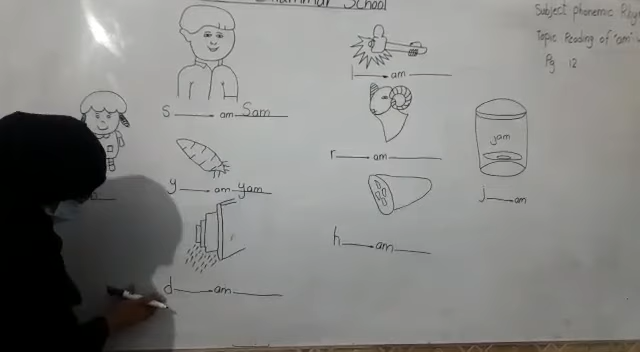 Grammar School
Subject phonemic
Topic Reading of "am"
Pg 12
s am Sam
l am
y am yam
r am
jam
j am
d am
h am